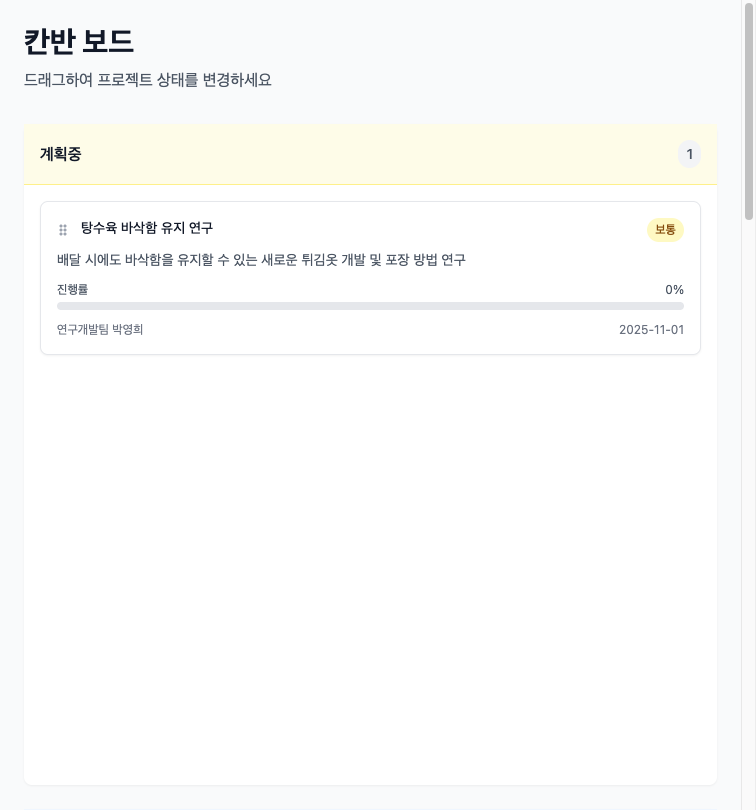 칸반 보드
드래그하여 프로젝트 상태를 변경하세요
계획중 1
탕수육 바삭함 유지 연구 보통
배달 시에도 바삭함을 유지할 수 있는 새로운 튀김옷 개발 및 포장 방법 연구
진행률 0%
연구개발팀 박영희 2025-11-01